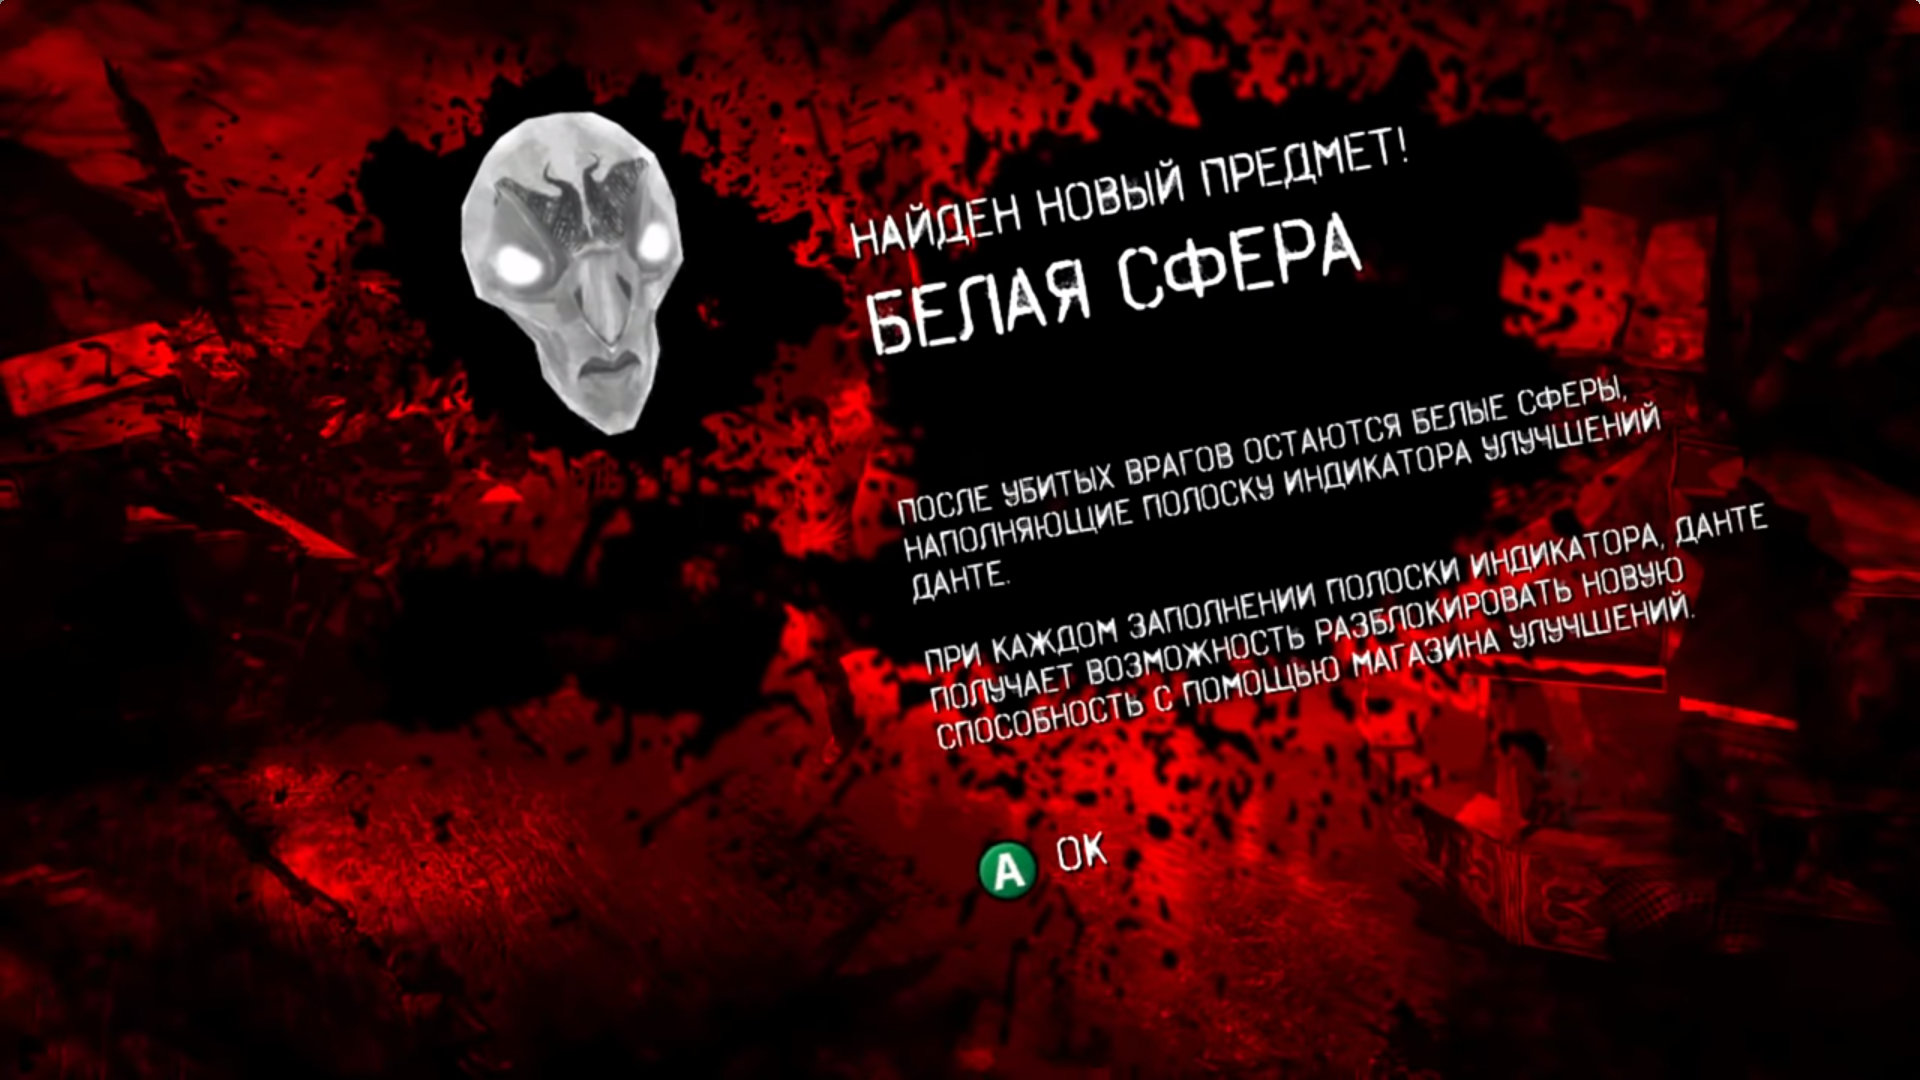 НАЙДЕН НОВЫЙ ПРЕДМЕТ!
БЕЛАЯ СФЕРА
ПОСЛЕ УБИТЫХ ВРАГОВ ОСТАЮТСЯ БЕЛЫЕ СФЕРЫ,
НАПОЛНЯЮЩИЕ ПОЛОСКУ ИНДИКАТОРА УЛУЧШЕНИЙ
ДАНТЕ.
ПРИ КАЖДОМ ЗАПОЛНЕНИИ ПОЛОСКИ ИНДИКАТОРА, ДАНТЕ
ПОЛУЧАЕТ ВОЗМОЖНОСТЬ РАЗБЛОКИРОВАТЬ НОВУЮ
СПОСОБНОСТЬ С ПОМОЩЬЮ МАГАЗИНА УЛУЧШЕНИЙ.
A OK